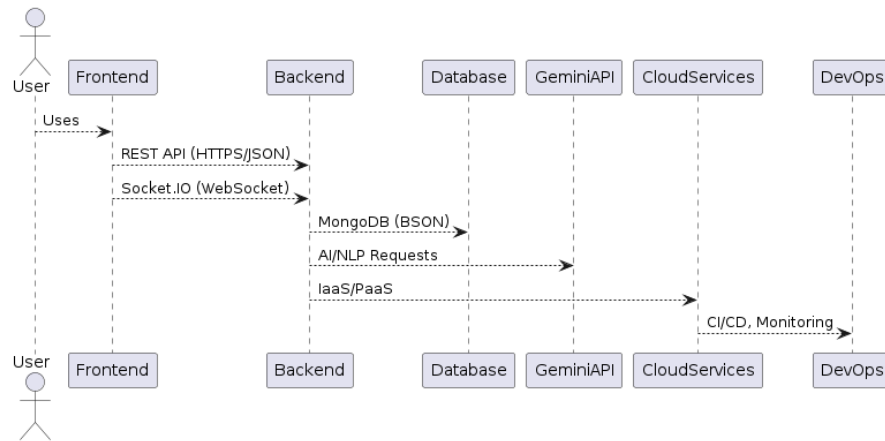 User
Frontend
Backend
Database
GeminiAPI
CloudServices
DevOps
Uses
REST API (HTTPS/JSON)
Socket.IO (WebSocket)
MongoDB (BSON)
AI/NLP Requests
IaaS/PaaS
CI/CD, Monitoring
User
Frontend
Backend
Database
GeminiAPI
CloudServices
DevOps